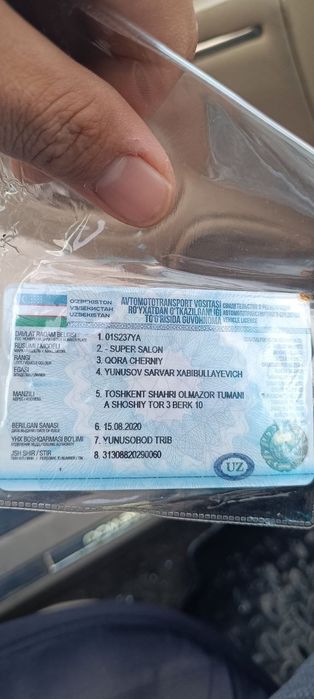 O'ZBEKISTON
ЎЗБЕКИСТОН
UZBEKISTAN
AVTOMOTOTRANSPORT VOSITASI
RO'YXATDAN O'TKAZILGANLIGI
TO'G'RISIDA GUVOHNOMA
VEHICLE LICENSE
DAVLAT RAQAM BELGISI 1. 01S237YA
RUSUMI / MODELI 2. - SUPER SALON
RANGI 3. QORA CHERNIY
EGASI 4. YUNUSOV SARVAR XABIBULLAYEVICH
MANZILI 5. TOSHKENT SHAHRI OLMAZOR TUMANI
A SHOSHIY TOR 3 BERK 10
BERILGAN SANASI 6. 15.08.2020
YHX BOSHQARMASI BO'LIMI 7. YUNUSOBOD TRIB
JSH SHIR / STIR 8. 31308820290060
UZ